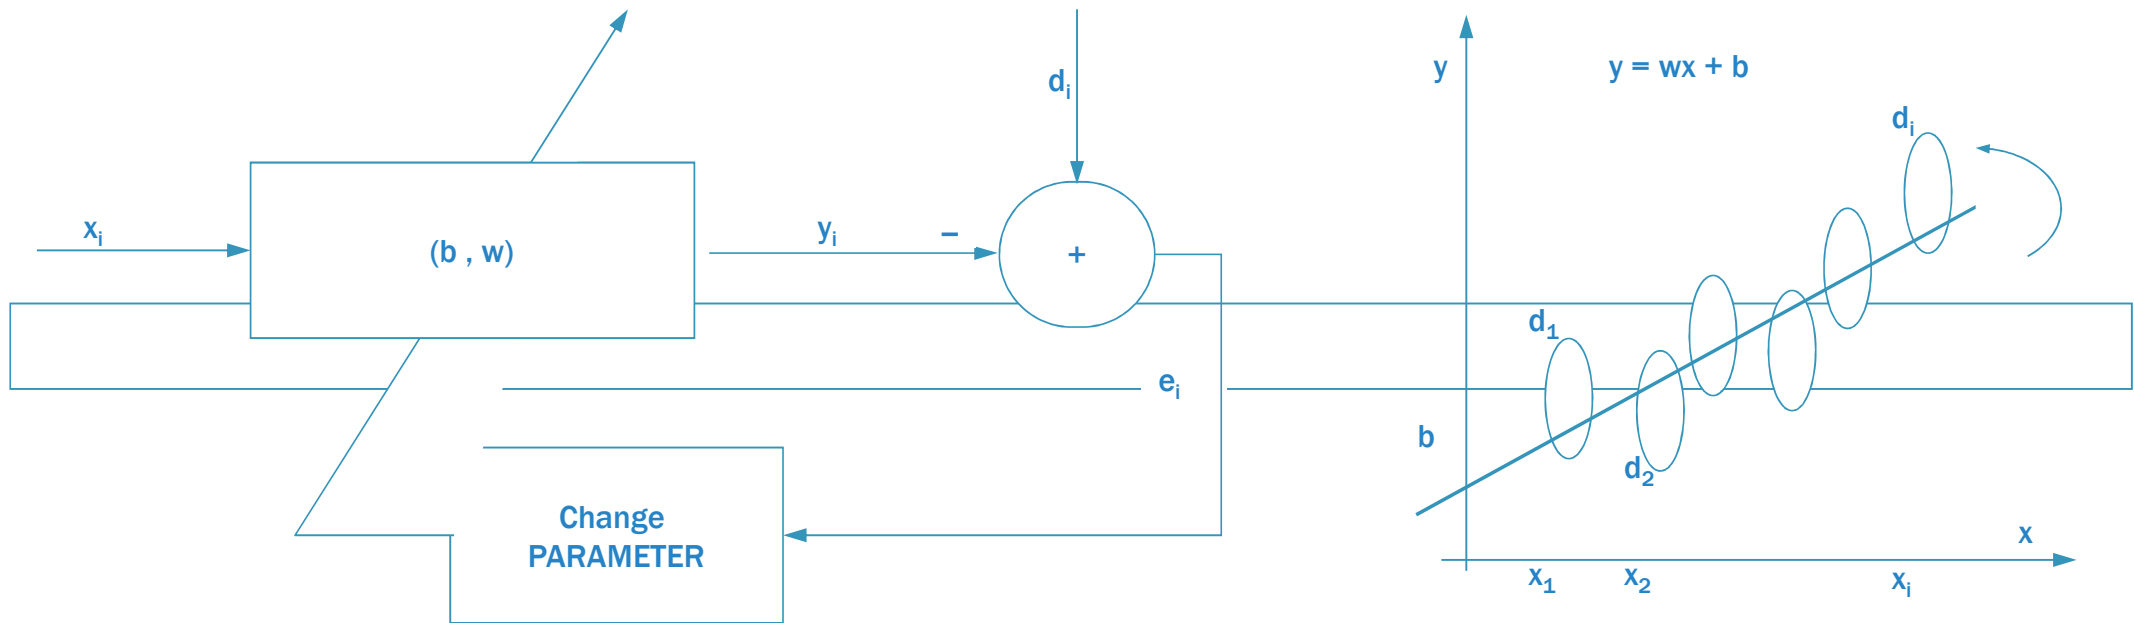 x_i
(b , w)
y_i
–
d_i
+
e_i
Change
PARAMETER
y
y = wx + b
d_i
d_1
b
d_2
x
x_1
x_2
x_i